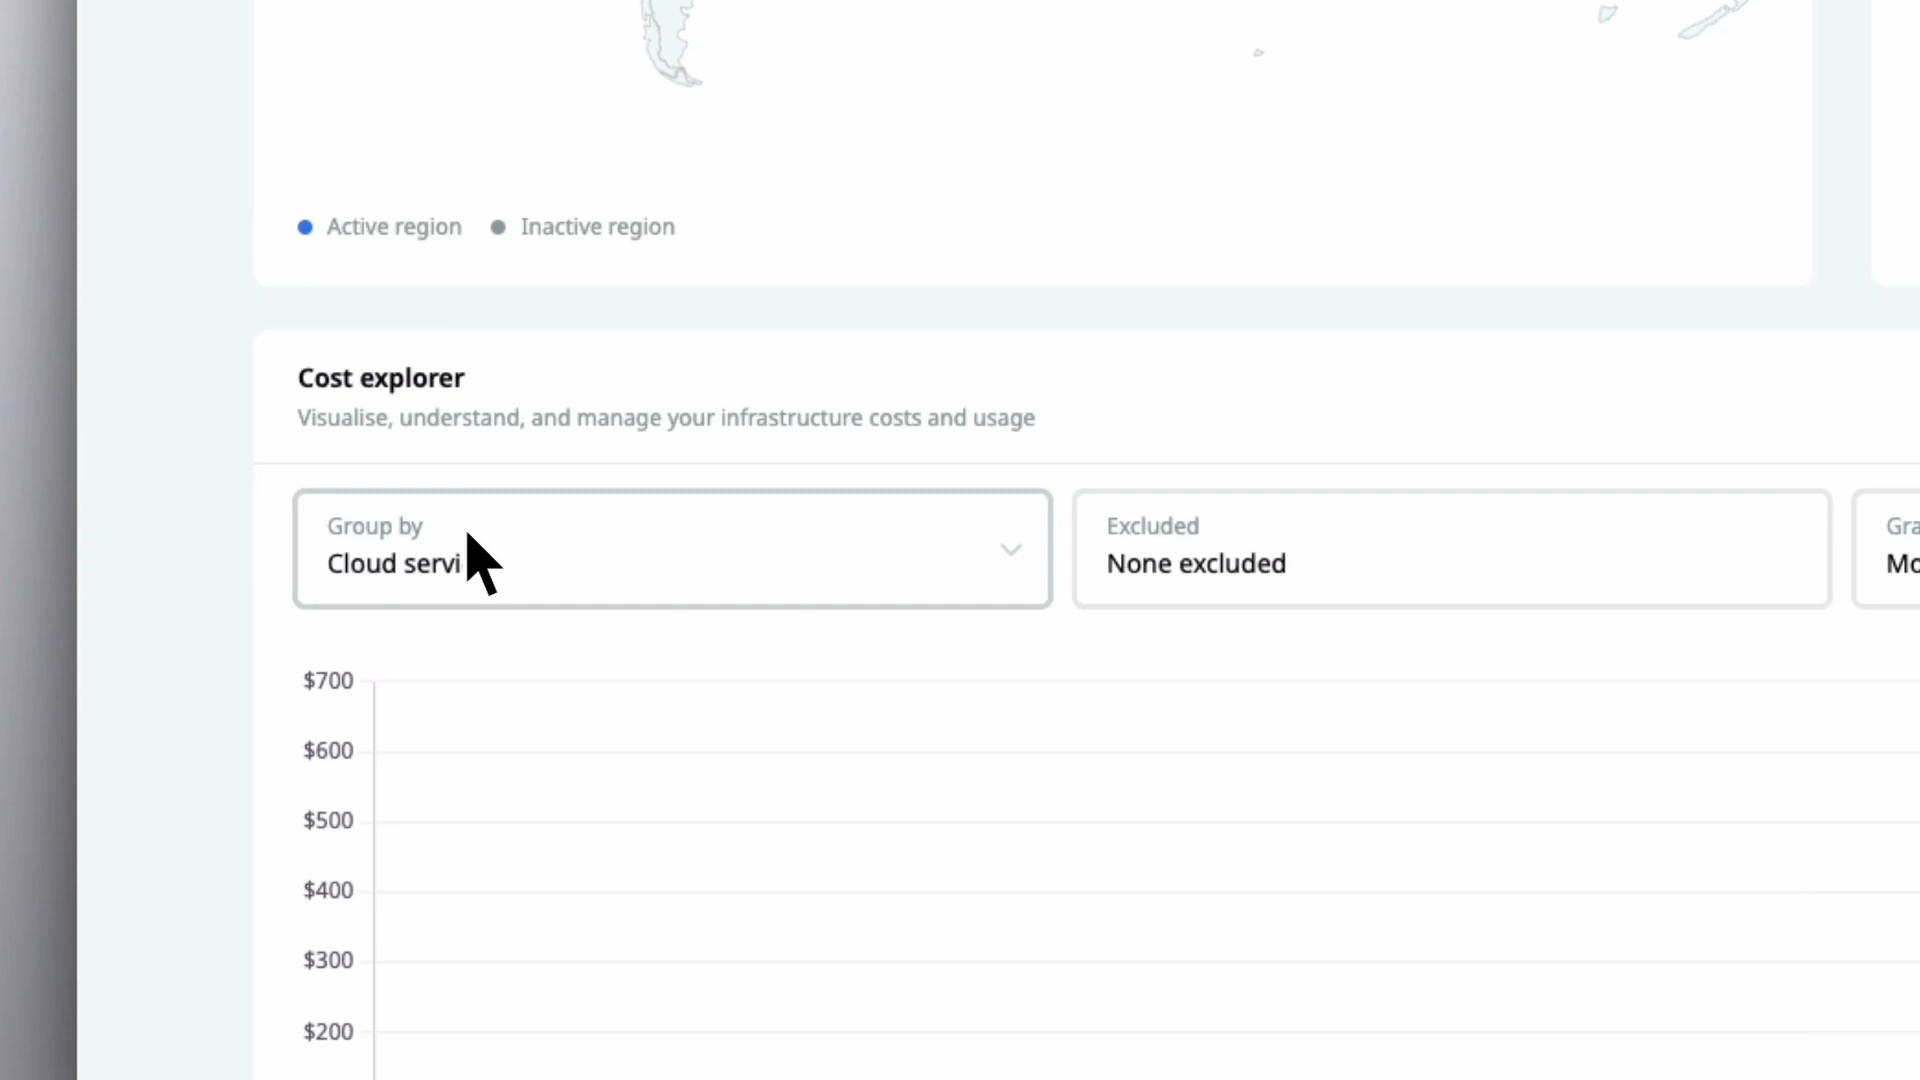 Active region
Inactive region
Cost explorer
Visualise, understand, and manage your infrastructure costs and usage
Group by
Cloud servi
Excluded
None excluded
Gra
Mo
$700
$600
$500
$400
$300
$200